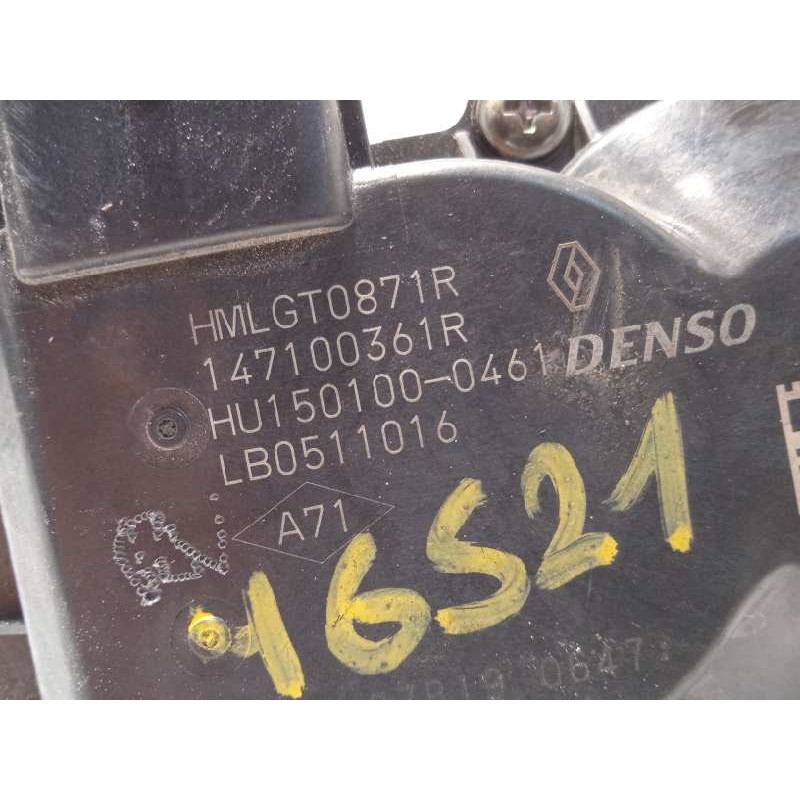 HMLGT0871R
147100361R
HU150100-0461
DENSO
LB0511016
A71
16521